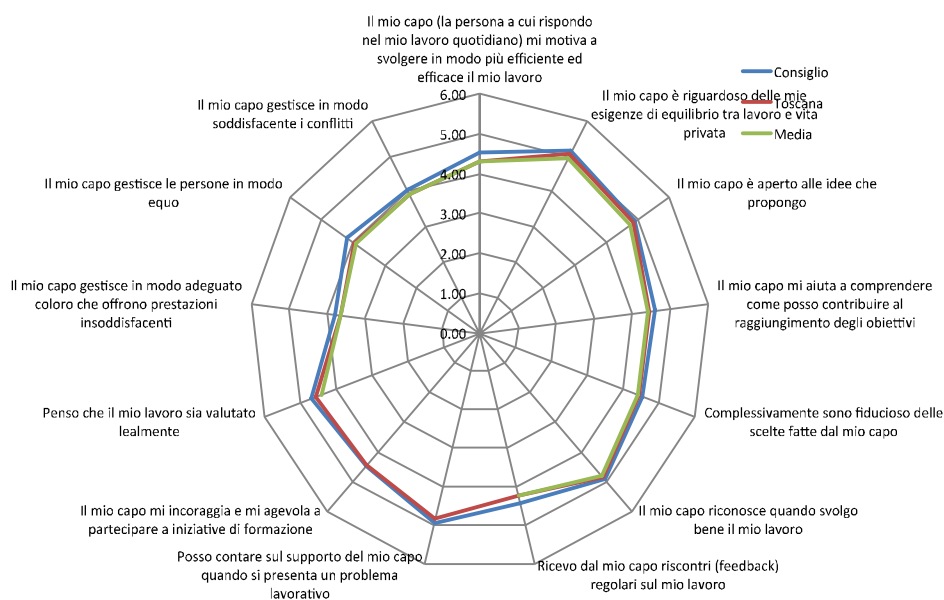 Il mio capo (la persona a cui rispondo
nel mio lavoro quotidiano) mi motiva a
svolgere in modo più efficiente ed
efficace il mio lavoro
Consiglio
Toscana
Media
Il mio capo è riguardoso delle mie
esigenze di equilibrio tra lavoro e vita
privata
Il mio capo è aperto alle idee che
propongo
Il mio capo mi aiuta a comprendere
come posso contribuire al
raggiungimento degli obiettivi
Complessivamente sono fiducioso delle
scelte fatte dal mio capo
Il mio capo riconosce quando svolgo
bene il mio lavoro
Ricevo dal mio capo riscontri (feedback)
regolari sul mio lavoro
Posso contare sul supporto del mio capo
quando si presenta un problema
lavorativo
Il mio capo mi incoraggia e mi agevola a
partecipare a iniziative di formazione
Penso che il mio lavoro sia valutato
lealmente
Il mio capo gestisce in modo adeguato
coloro che offrono prestazioni
insoddisfacenti
Il mio capo gestisce le persone in modo
equo
Il mio capo gestisce in modo
soddisfacente i conflitti
6.00
5.00
4.00
3.00
2.00
1.00
0.00